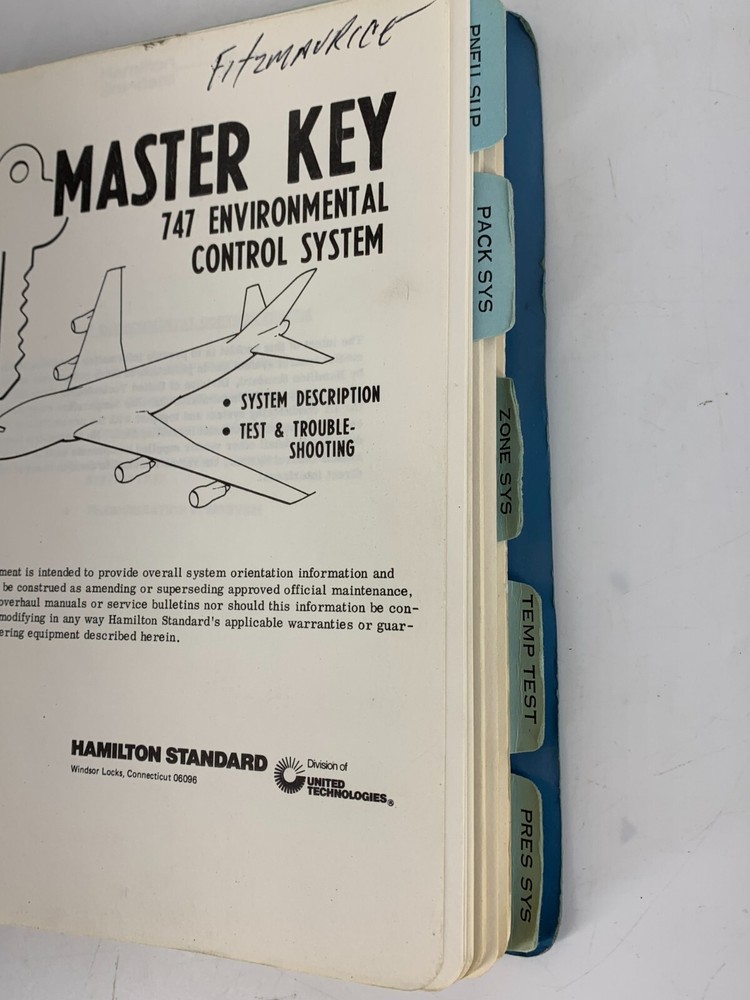 Fitzmaurice
MASTER KEY
747 ENVIRONMENTAL
CONTROL SYSTEM
• SYSTEM DESCRIPTION
• TEST & TROUBLE-
SHOOTING
ment is intended to provide overall system orientation information and
be construed as amending or superseding approved official maintenance,
overhaul manuals or service bulletins nor should this information be con-
modifying in any way Hamilton Standard's applicable warranties or guar-
ering equipment described herein.
HAMILTON STANDARD
Windsor Locks, Connecticut 06096
Division of
UNITED
TECHNOLOGIES®
PNEU SUP
PACK SYS
ZONE SYS
TEMP TEST
PRES SYS